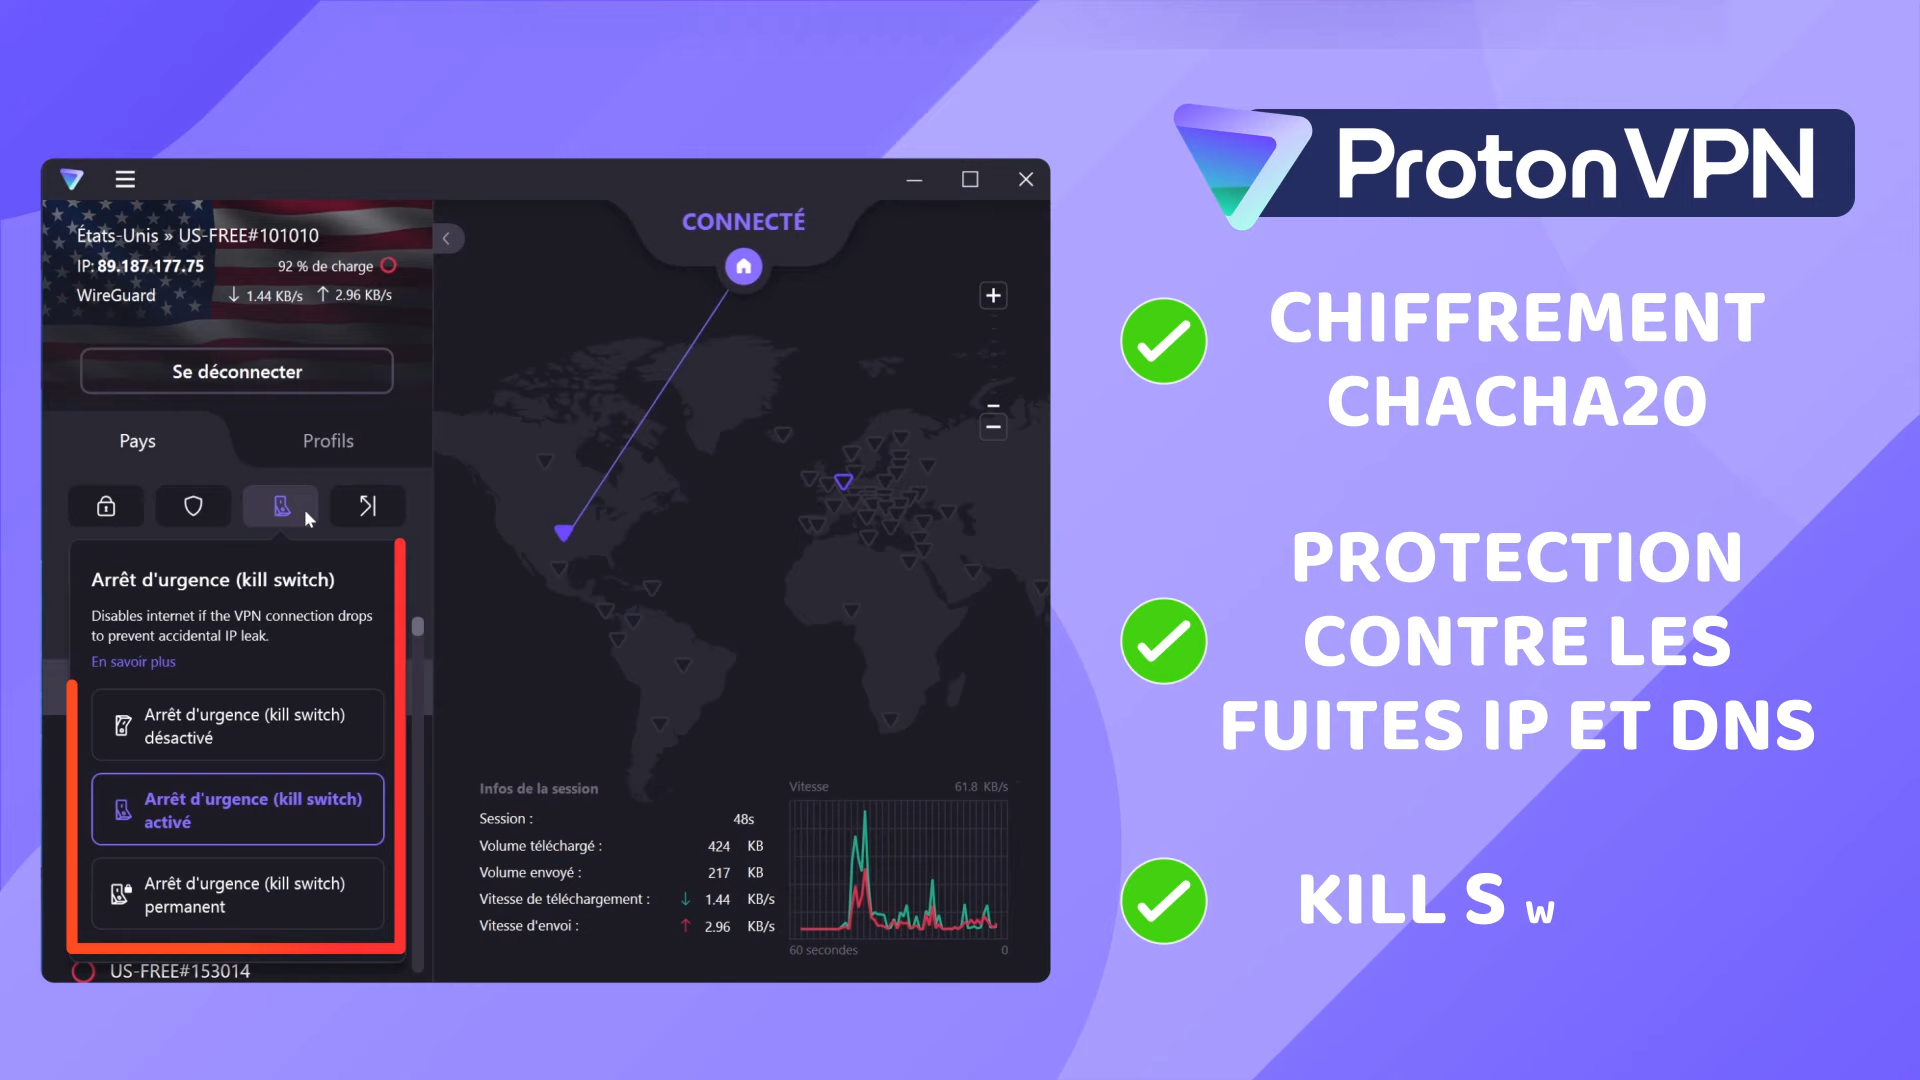 ProtonVPN
CONNECTÉ
États-Unis » US-FREE#101010
IP: 89.187.177.75
92 % de charge
WireGuard
↓ 1.44 KB/s ↑ 2.96 KB/s
Se déconnecter
Pays
Profils
Arrêt d'urgence (kill switch)
Disables internet if the VPN connection drops
to prevent accidental IP leak.
En savoir plus
Arrêt d'urgence (kill switch)
désactivé
Arrêt d'urgence (kill switch)
activé
Arrêt d'urgence (kill switch)
permanent
US-FREE#153014
Infos de la session
Session : 48s
Volume téléchargé : 424 KB
Volume envoyé : 217 KB
Vitesse de téléchargement : ↓ 1.44 KB/s
Vitesse d'envoi : ↑ 2.96 KB/s
Vitesse 61.8 KB/s
60 secondes 0
CHIFFREMENT
CHACHA20
PROTECTION
CONTRE LES
FUITES IP ET DNS
KILL S W